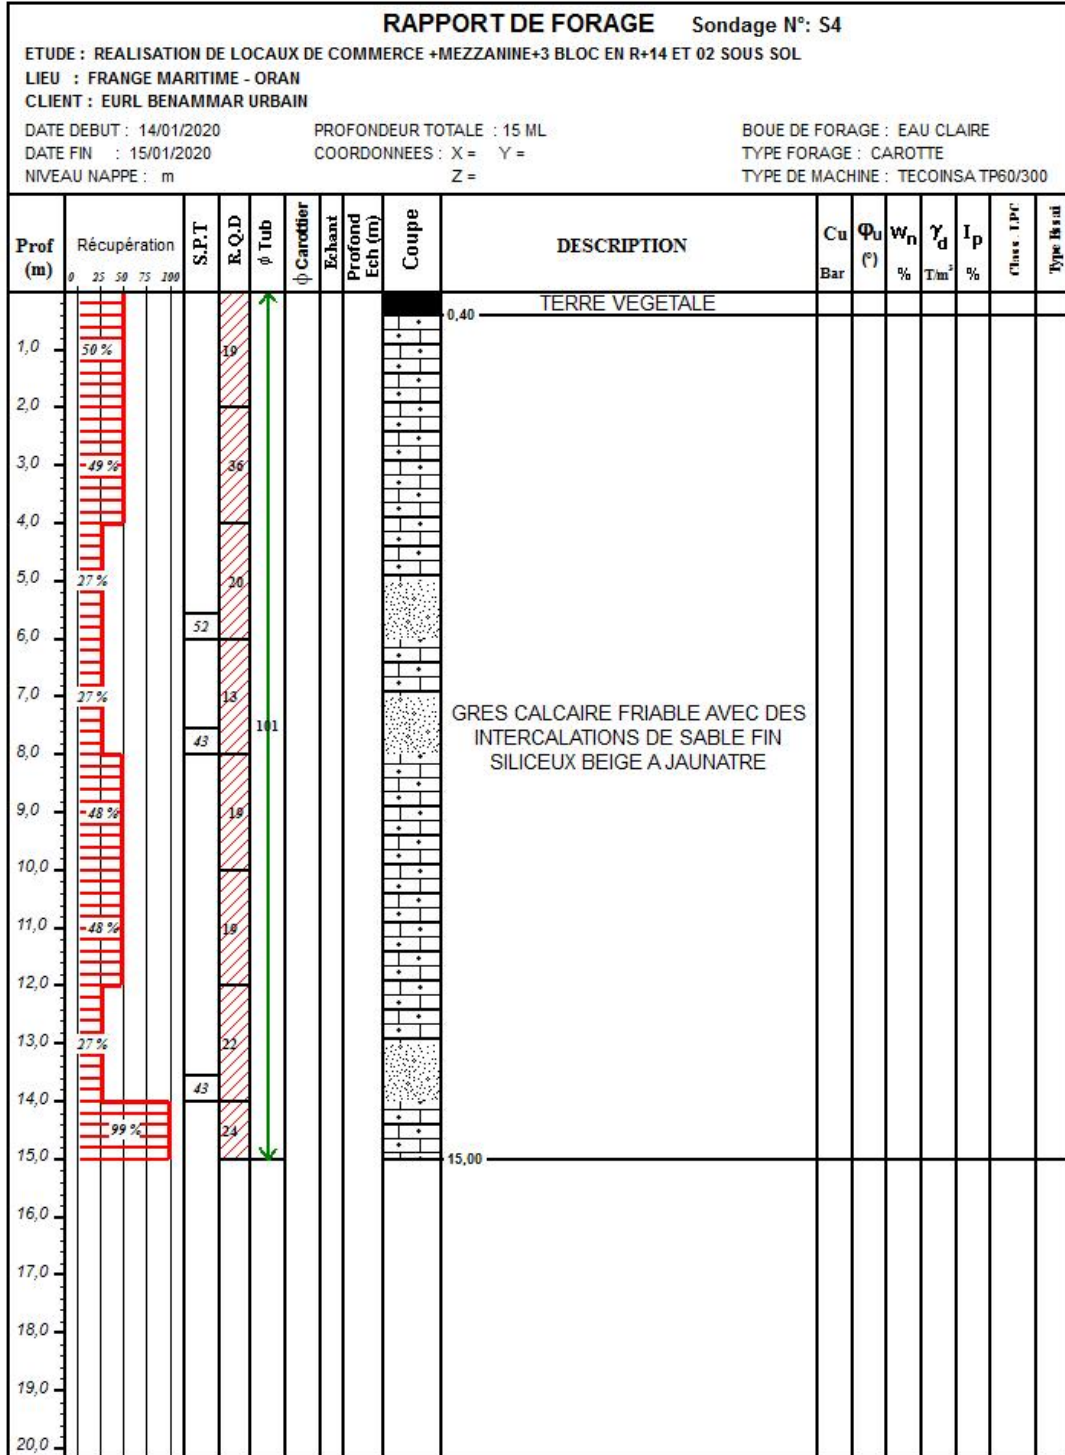 RAPPORT DE FORAGE Sondage N°: S4
ETUDE : REALISATION DE LOCAUX DE COMMERCE +MEZZANINE+3 BLOC EN R+14 ET 02 SOUS SOL
LIEU : FRANGE MARITIME - ORAN
CLIENT : EURL BENAMMAR URBAIN
DATE DEBUT : 14/01/2020 PROFONDEUR TOTALE : 15 ML BOUE DE FORAGE : EAU CLAIRE
DATE FIN : 15/01/2020 COORDONNEES : X = Y = TYPE FORAGE : CAROTTE
NIVEAU NAPPE : m Z = TYPE DE MACHINE : TECOINSA TP60/300
Prof (m) Récupération S.P.T R.Q.D ϕ Tub ϕ Carottier Echant Profond Ech (m) Coupe DESCRIPTION Cu Bar φu (°) wn % γd T/m³ Ip % Class. LPC Type Essai
0 25 50 75 100
TERRE VEGETALE
0,40
1,0 50 % 19
2,0
3,0 49 % 36
4,0
5,0 27 % 20
52
6,0
7,0 27 % 13
GRES CALCAIRE FRIABLE AVEC DES
101
43 INTERCALATIONS DE SABLE FIN
8,0 SILICEUX BEIGE A JAUNATRE
9,0 48 % 19
10,0
11,0 48 % 19
12,0
13,0 27 % 22
43
14,0
99 % 24
15,0 15,00
16,0
17,0
18,0
19,0
20,0